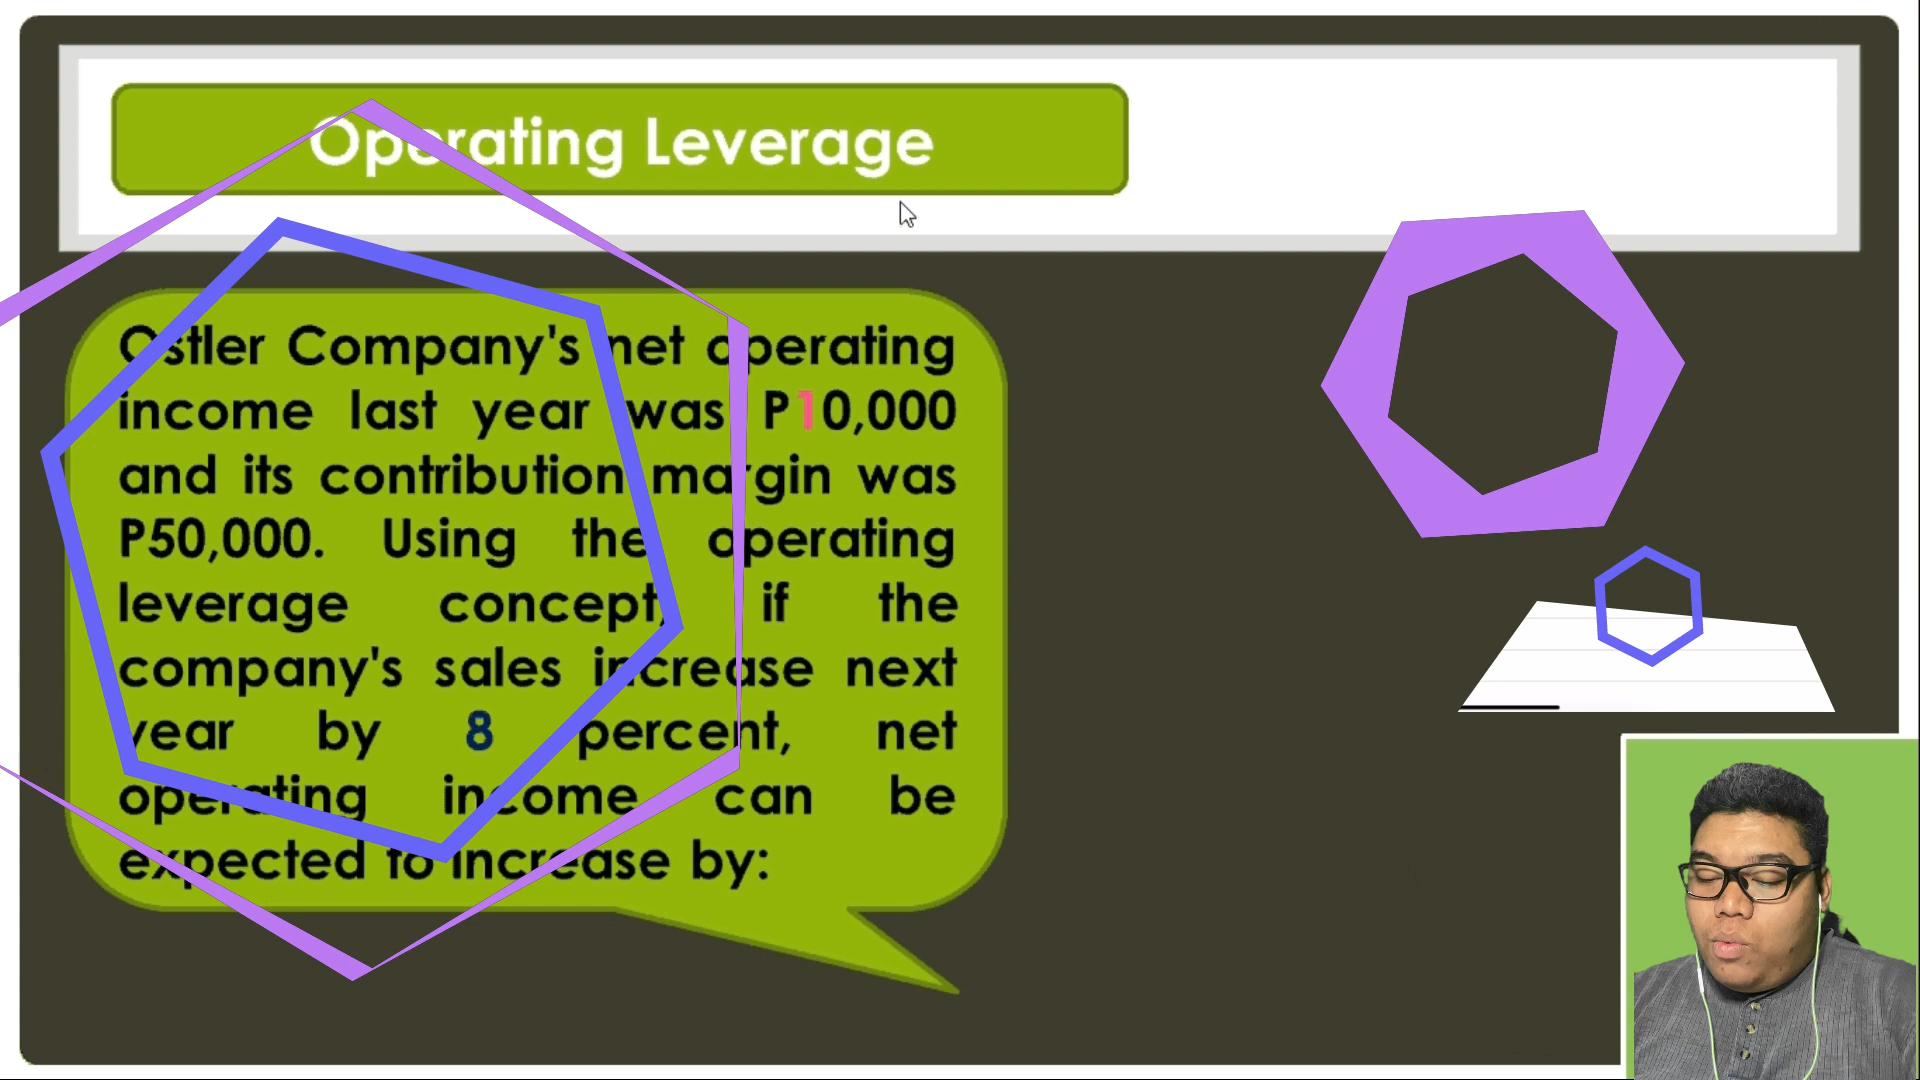 Operating Leverage
Ostler Company's net operating
income last year was P10,000
and its contribution margin was
P50,000. Using the operating
leverage concept, if the
company's sales increase next
year by 8 percent, net
operating income can be
expected to increase by: